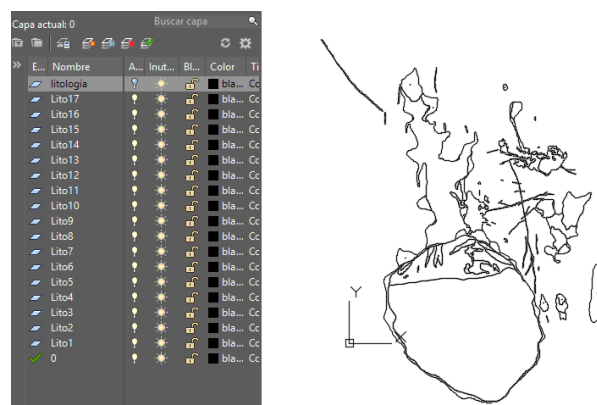 Capa actual: 0 Buscar capa
E... Nombre A... Inut... Bl... Color Ti
litologia bla... Cc
Lito17 bla... Cc
Lito16 bla... Cc
Lito15 bla... Cc
Lito14 bla... Cc
Lito13 bla... Cc
Lito12 bla... Cc
Lito11 bla... Cc
Lito10 bla... Cc
Lito9 bla... Cc
Lito8 bla... Cc
Lito7 bla... Cc
Lito6 bla... Cc
Lito5 bla... Cc
Lito4 bla... Cc
Lito3 bla... Cc
Lito2 bla... Cc
Lito1 bla... Cc
0 bla... Cc
Y
X